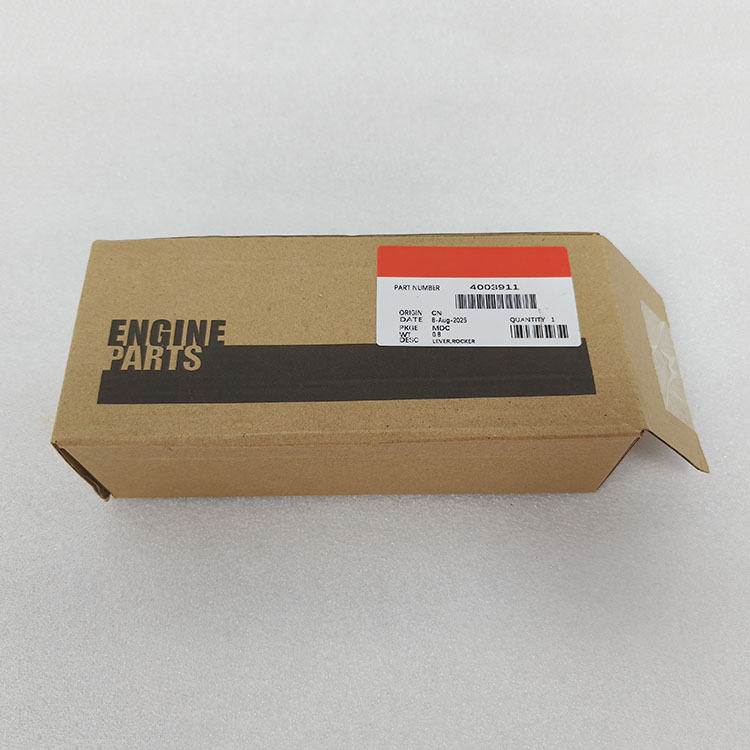 ENGINE
PARTS
PART NUMBER 4003911
ORIGIN CN
DATE 8-Aug-2025 QUANTITY 1
PKGE MDC
WT 0.8
DESC LEVER,ROCKER